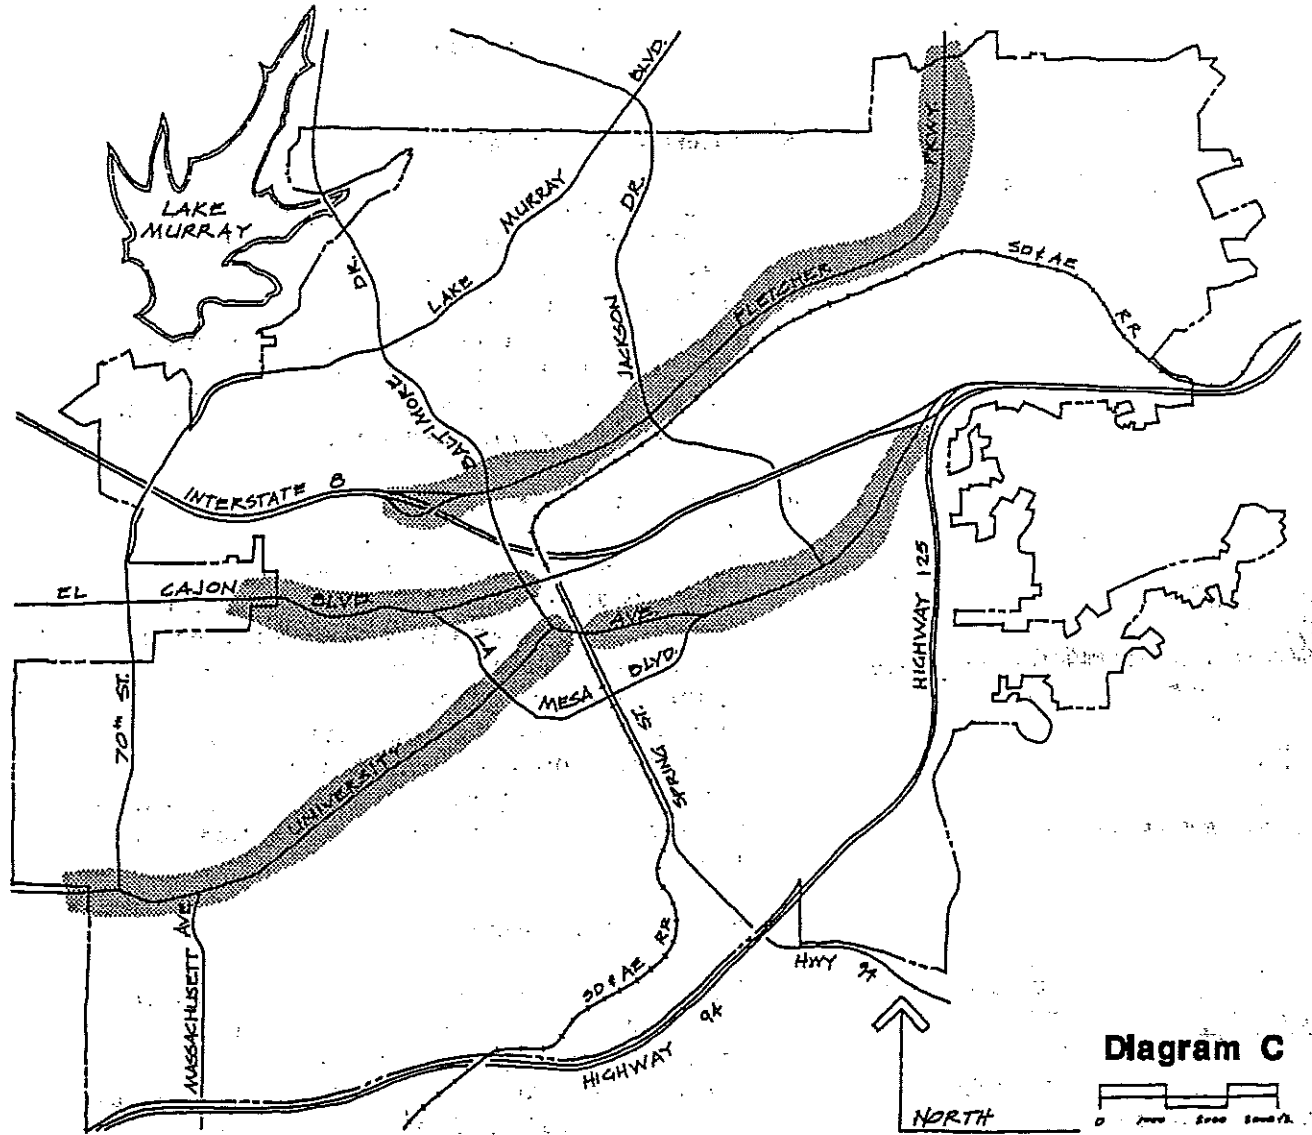 LAKE
MURRAY
DR.
LAKE MURRAY BLVD.
JACKSON DR.
FLETCHER PKWY
SD & AE RR
BALTIMORE
INTERSTATE 8
EL CAJON BLVD
AVE.
LA MESA BLVD.
HIGHWAY 125
70th ST.
UNIVERSITY
SPRING ST.
MASSACHUSETT AVE
SD & AE RR
HIGHWAY 94
HWY 94
NORTH
Diagram C
0 1000 2000